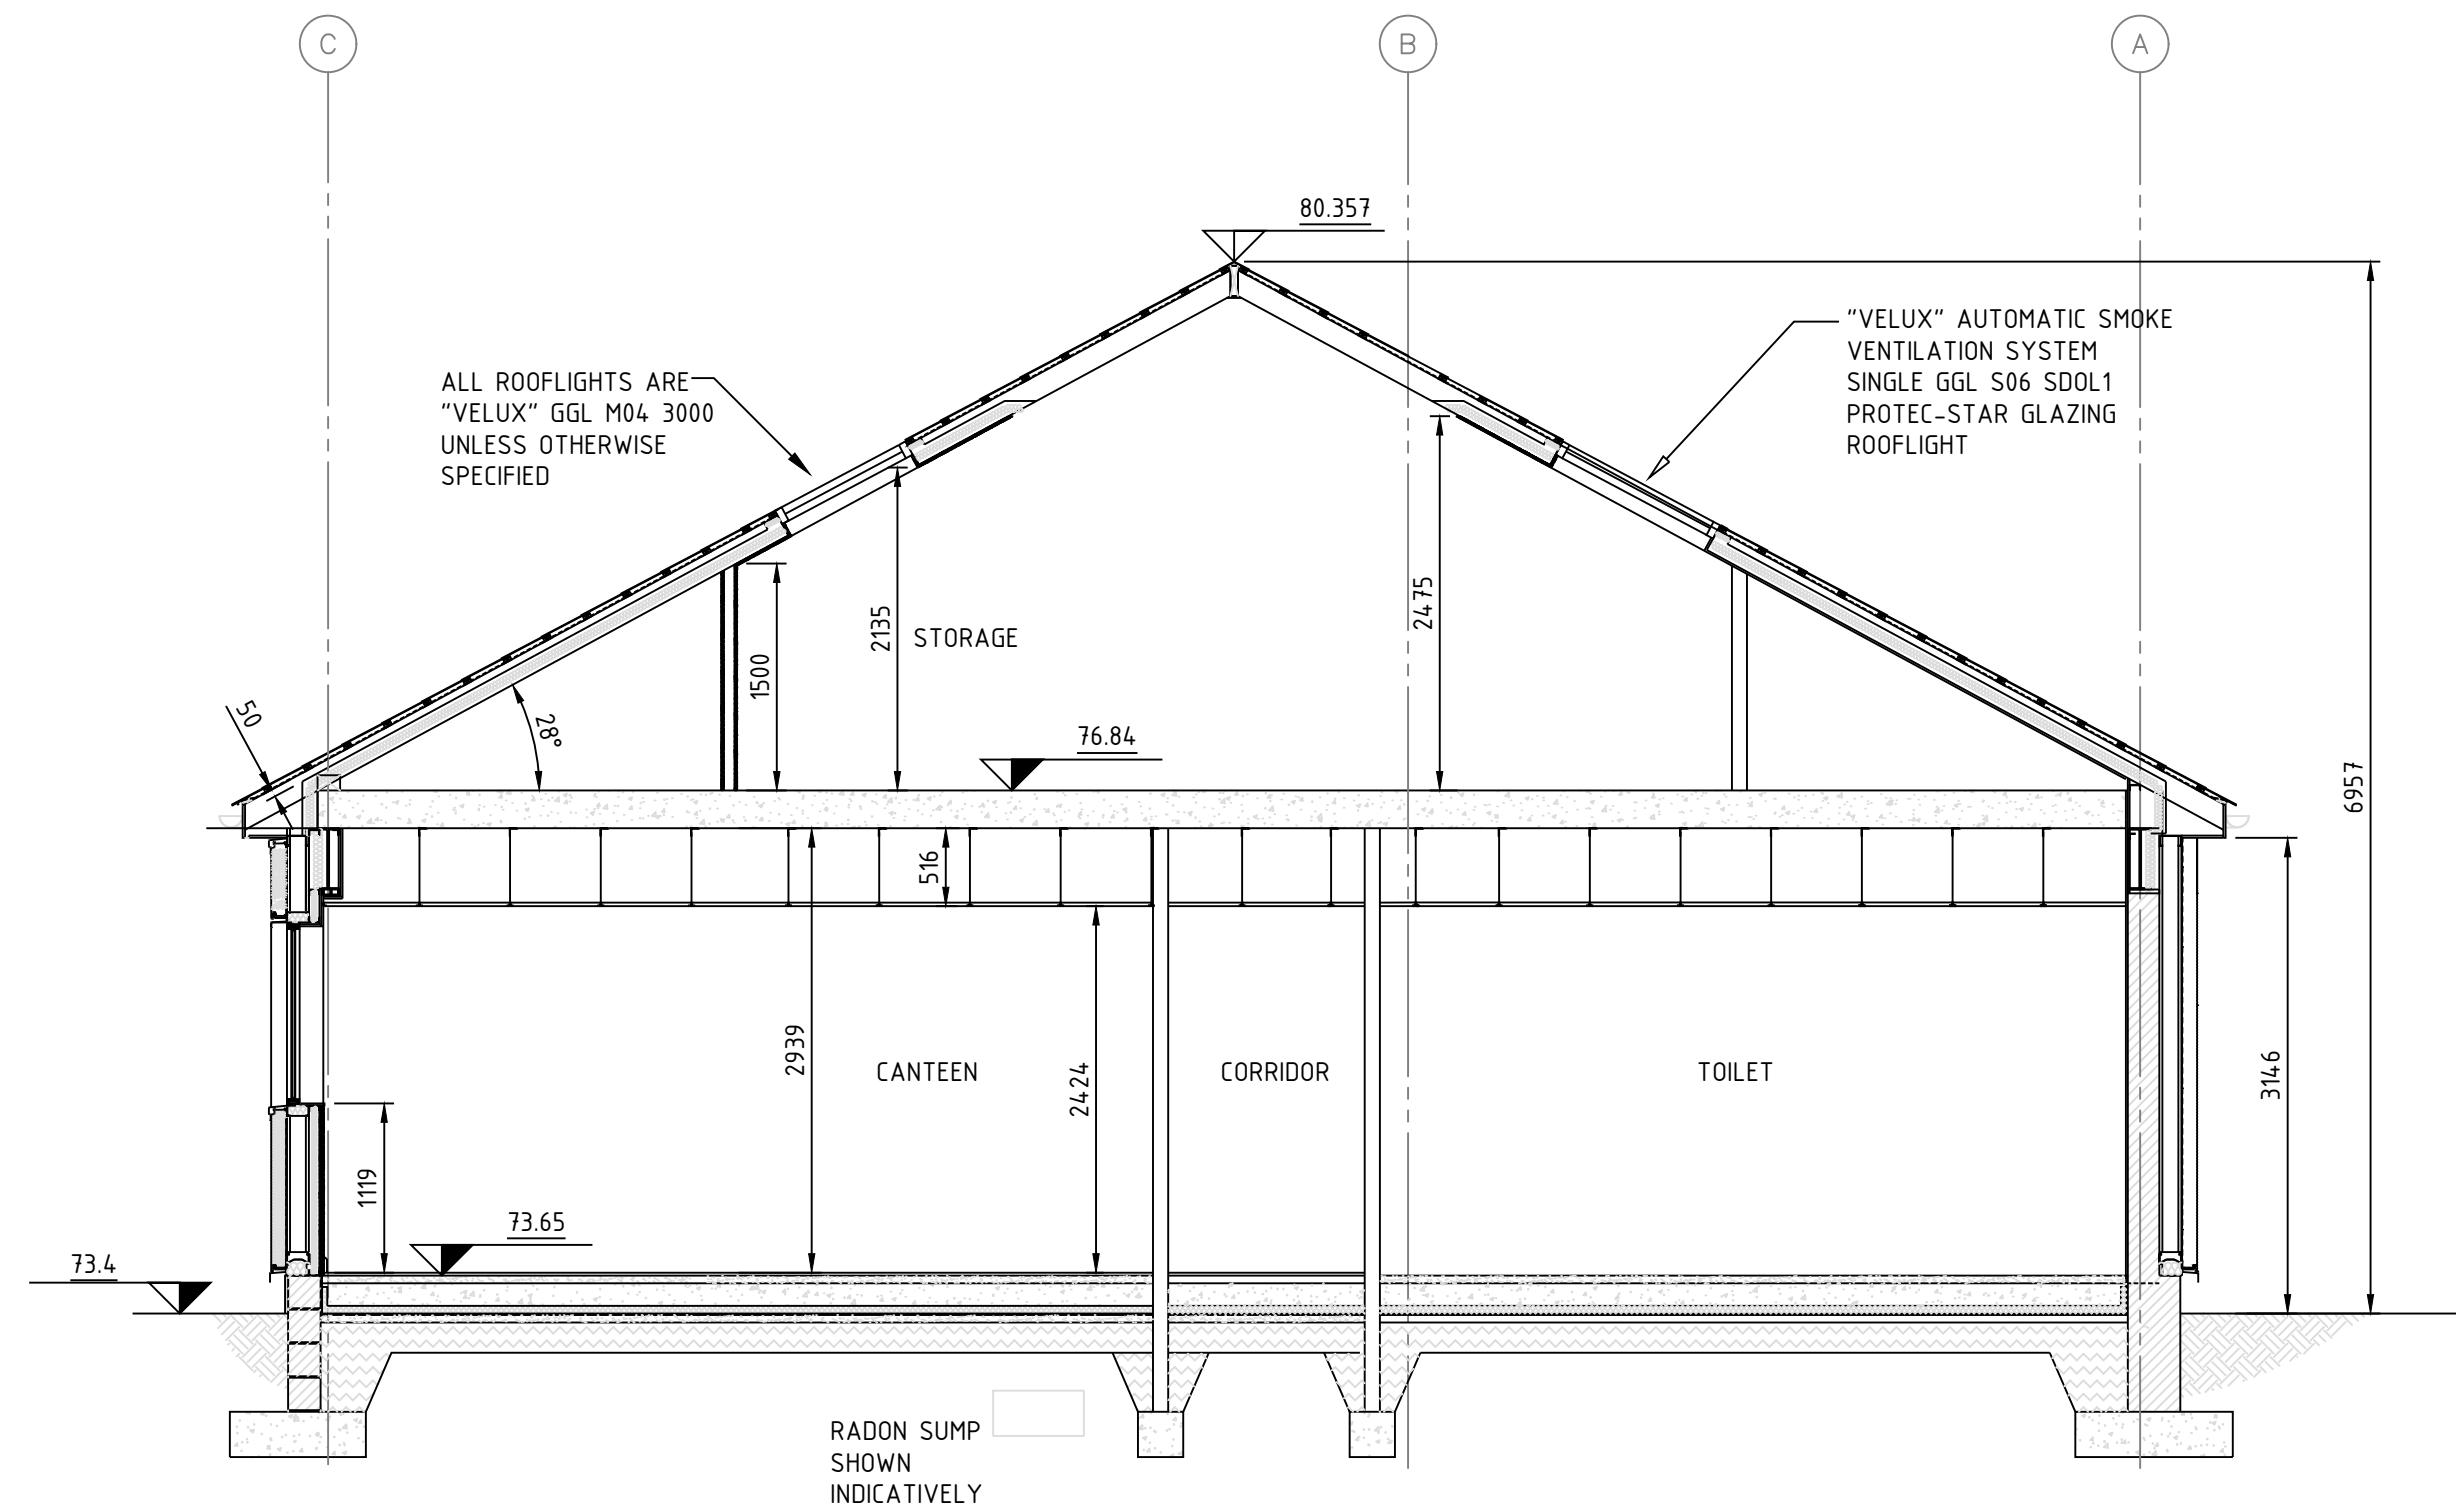 C
B
A
80.357
"VELUX" AUTOMATIC SMOKE
VENTILATION SYSTEM
SINGLE GGL S06 SDOL1
PROTEC-STAR GLAZING
ROOFLIGHT
ALL ROOFLIGHTS ARE
"VELUX" GGL M04 3000
UNLESS OTHERWISE
SPECIFIED
2135
STORAGE
2475
1500
50
28°
76.84
6957
516
2939
CANTEEN
2424
CORRIDOR
TOILET
3146
1119
73.65
73.4
RADON SUMP
SHOWN
INDICATIVELY